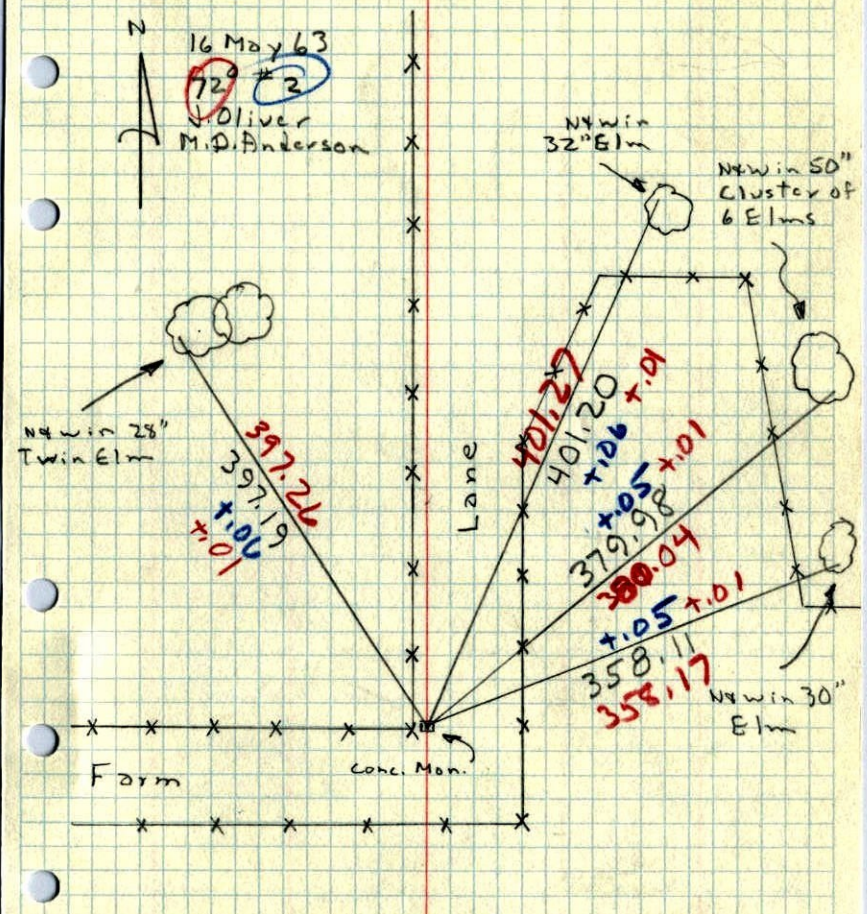 N
16 May 63
72° #2
J. Oliver
M.D. Anderson
N&W in
32" Elm
N&W in 50"
Cluster of
6 Elms
N&W in 28"
Twin Elm
397.26
397.19
+.06
+.01
Lane
401.27
401.20
+.06 +.01
+.05 +.01
379.98
380.04
+.05 +.01
358.11
358.17
N&W in 30"
Elm
Conc. Mon.
Farm